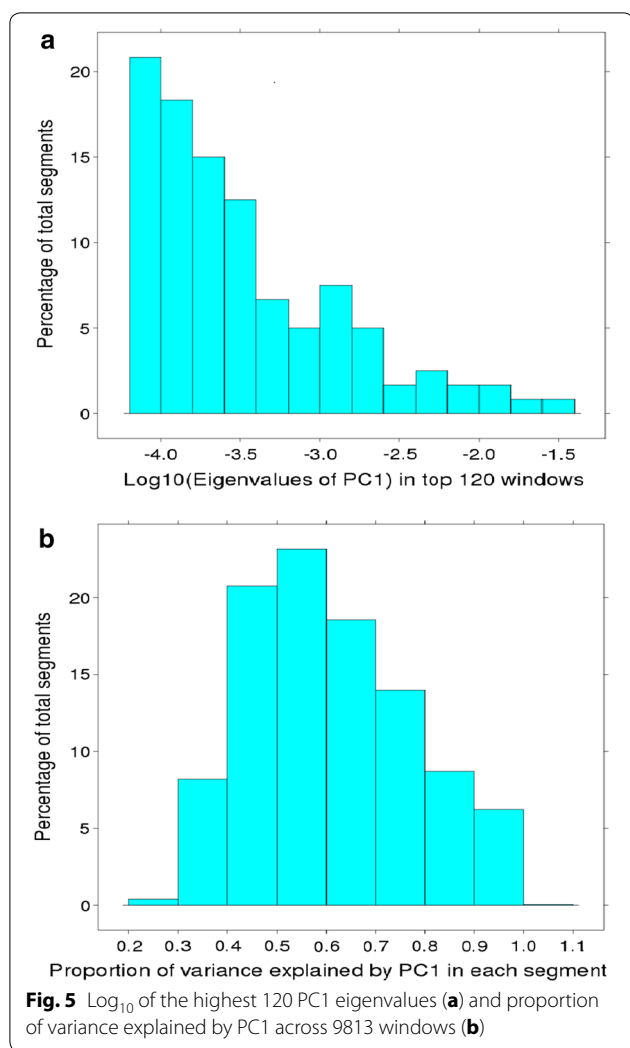 a
Percentage of total segments
20
15
10
5
0
-4.0 -3.5 -3.0 -2.5 -2.0 -1.5
Log10(Eigenvalues of PC1) in top 120 windows
b
Percentage of total segments
20
15
10
5
0
0.2 0.3 0.4 0.5 0.6 0.7 0.8 0.9 1.0 1.1
Proportion of variance explained by PC1 in each segment
Fig. 5 Log10 of the highest 120 PC1 eigenvalues (a) and proportion
of variance explained by PC1 across 9813 windows (b)